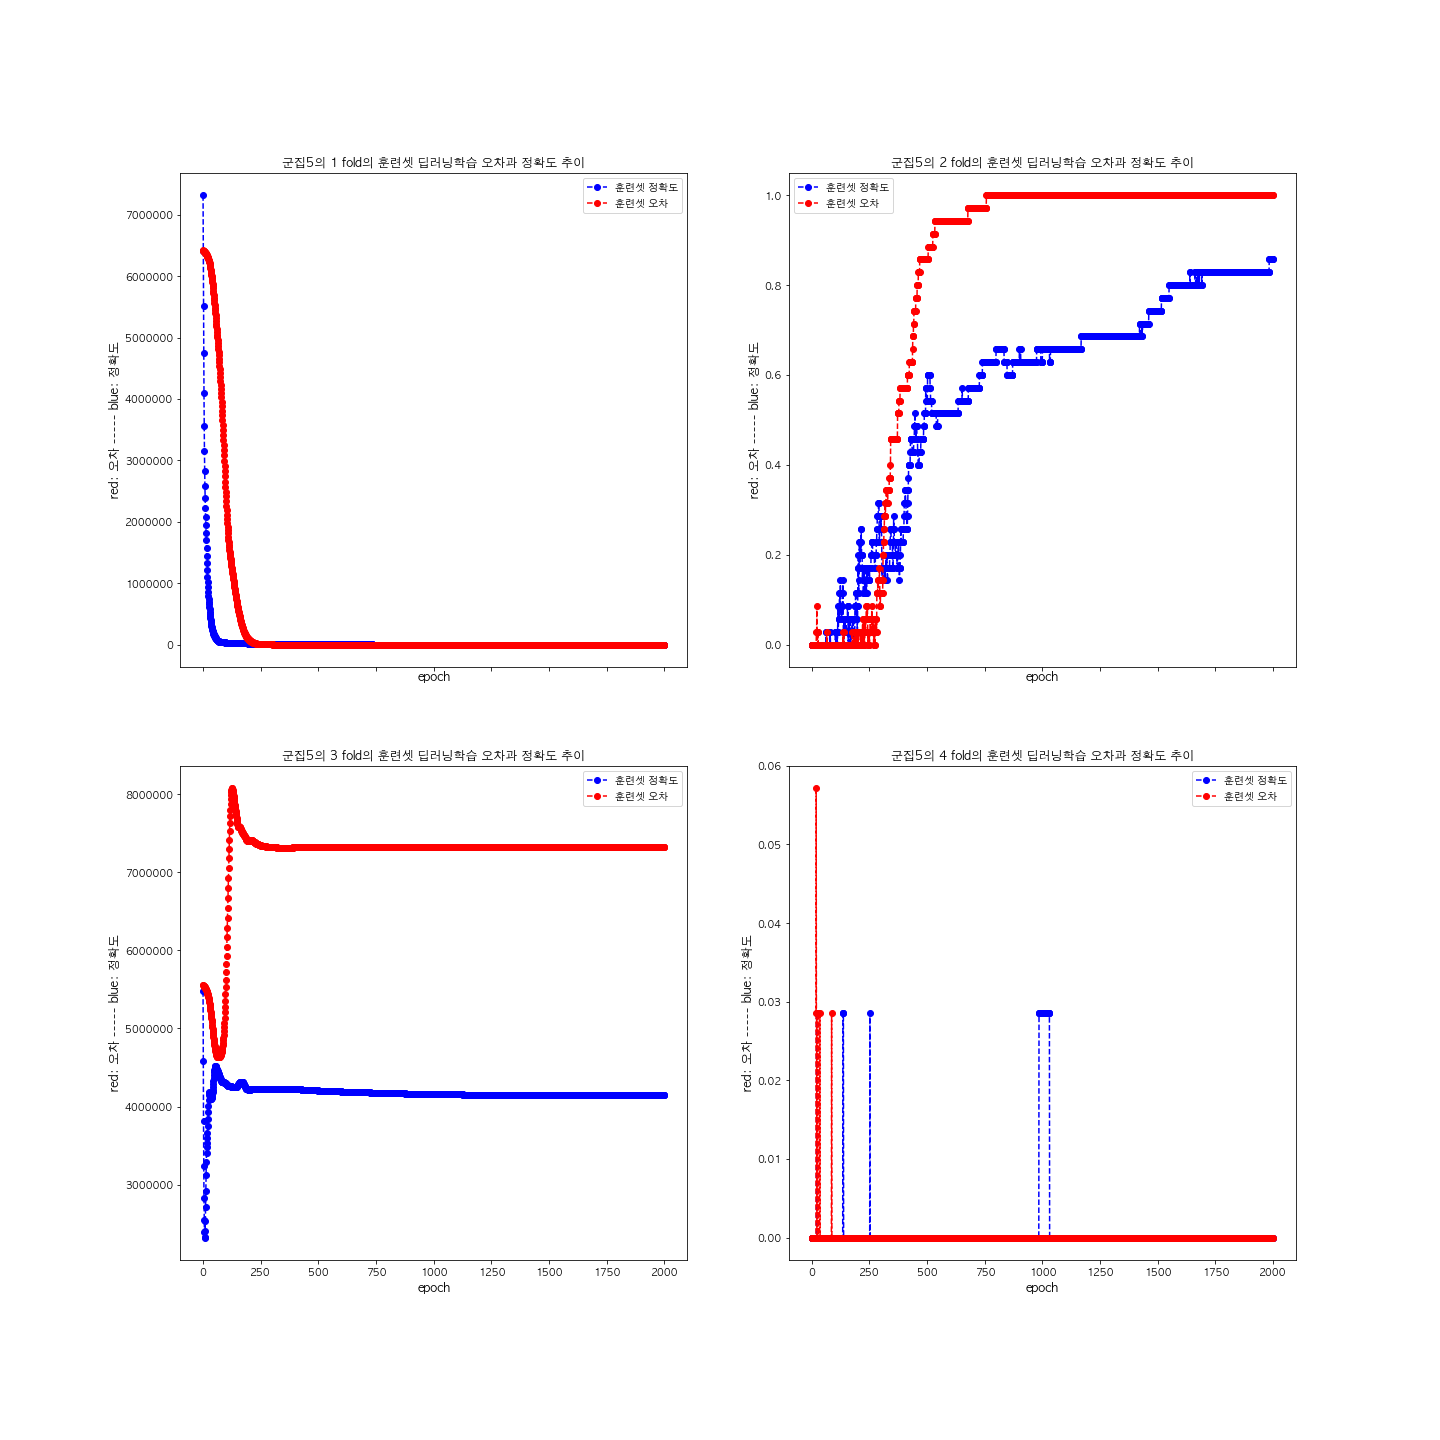 군집5의 1 fold의 훈련셋 딥러닝학습 오차과 정확도 추이
훈련셋 정확도
훈련셋 오차
red: 오차 ----- blue: 정확도
7000000
6000000
5000000
4000000
3000000
2000000
1000000
0
epoch
군집5의 2 fold의 훈련셋 딥러닝학습 오차과 정확도 추이
훈련셋 정확도
훈련셋 오차
red: 오차 ----- blue: 정확도
1.0
0.8
0.6
0.4
0.2
0.0
epoch
군집5의 3 fold의 훈련셋 딥러닝학습 오차과 정확도 추이
훈련셋 정확도
훈련셋 오차
red: 오차 ----- blue: 정확도
8000000
7000000
6000000
5000000
4000000
3000000
0 250 500 750 1000 1250 1500 1750 2000
epoch
군집5의 4 fold의 훈련셋 딥러닝학습 오차과 정확도 추이
훈련셋 정확도
훈련셋 오차
red: 오차 ----- blue: 정확도
0.06
0.05
0.04
0.03
0.02
0.01
0.00
0 250 500 750 1000 1250 1500 1750 2000
epoch